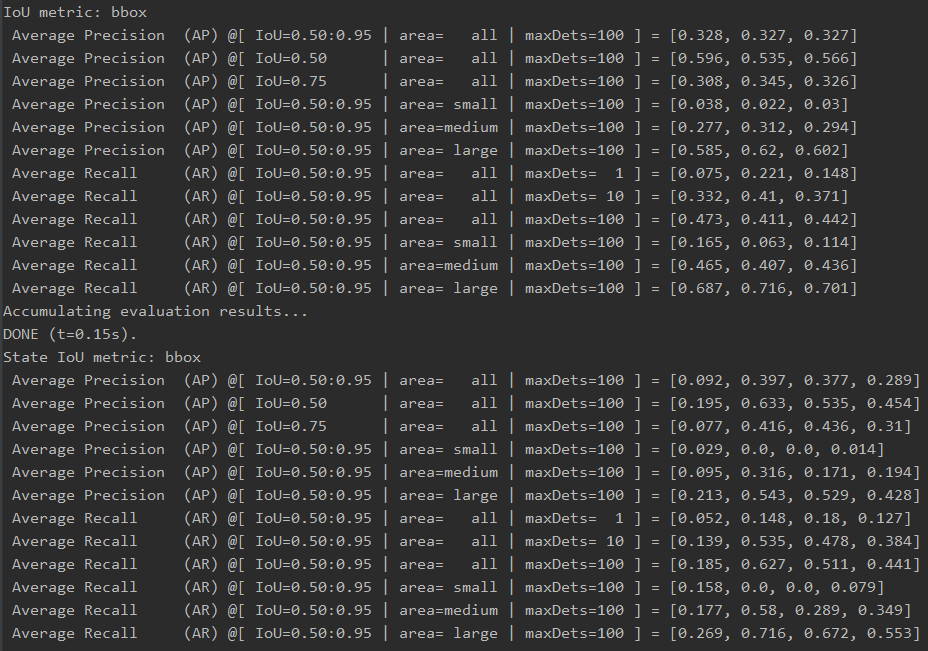 IoU metric: bbox
 Average Precision  (AP) @[ IoU=0.50:0.95 | area=   all | maxDets=100 ] = [0.328, 0.327, 0.327]
 Average Precision  (AP) @[ IoU=0.50      | area=   all | maxDets=100 ] = [0.596, 0.535, 0.566]
 Average Precision  (AP) @[ IoU=0.75      | area=   all | maxDets=100 ] = [0.308, 0.345, 0.326]
 Average Precision  (AP) @[ IoU=0.50:0.95 | area= small | maxDets=100 ] = [0.038, 0.022, 0.03]
 Average Precision  (AP) @[ IoU=0.50:0.95 | area=medium | maxDets=100 ] = [0.277, 0.312, 0.294]
 Average Precision  (AP) @[ IoU=0.50:0.95 | area= large | maxDets=100 ] = [0.585, 0.62, 0.602]
 Average Recall     (AR) @[ IoU=0.50:0.95 | area=   all | maxDets=  1 ] = [0.075, 0.221, 0.148]
 Average Recall     (AR) @[ IoU=0.50:0.95 | area=   all | maxDets= 10 ] = [0.332, 0.41, 0.371]
 Average Recall     (AR) @[ IoU=0.50:0.95 | area=   all | maxDets=100 ] = [0.473, 0.411, 0.442]
 Average Recall     (AR) @[ IoU=0.50:0.95 | area= small | maxDets=100 ] = [0.165, 0.063, 0.114]
 Average Recall     (AR) @[ IoU=0.50:0.95 | area=medium | maxDets=100 ] = [0.465, 0.407, 0.436]
 Average Recall     (AR) @[ IoU=0.50:0.95 | area= large | maxDets=100 ] = [0.687, 0.716, 0.701]
Accumulating evaluation results...
DONE (t=0.15s).
State IoU metric: bbox
 Average Precision  (AP) @[ IoU=0.50:0.95 | area=   all | maxDets=100 ] = [0.092, 0.397, 0.377, 0.289]
 Average Precision  (AP) @[ IoU=0.50      | area=   all | maxDets=100 ] = [0.195, 0.633, 0.535, 0.454]
 Average Precision  (AP) @[ IoU=0.75      | area=   all | maxDets=100 ] = [0.077, 0.416, 0.436, 0.31]
 Average Precision  (AP) @[ IoU=0.50:0.95 | area= small | maxDets=100 ] = [0.029, 0.0, 0.0, 0.014]
 Average Precision  (AP) @[ IoU=0.50:0.95 | area=medium | maxDets=100 ] = [0.095, 0.316, 0.171, 0.194]
 Average Precision  (AP) @[ IoU=0.50:0.95 | area= large | maxDets=100 ] = [0.213, 0.543, 0.529, 0.428]
 Average Recall     (AR) @[ IoU=0.50:0.95 | area=   all | maxDets=  1 ] = [0.052, 0.148, 0.18, 0.127]
 Average Recall     (AR) @[ IoU=0.50:0.95 | area=   all | maxDets= 10 ] = [0.139, 0.535, 0.478, 0.384]
 Average Recall     (AR) @[ IoU=0.50:0.95 | area=   all | maxDets=100 ] = [0.185, 0.627, 0.511, 0.441]
 Average Recall     (AR) @[ IoU=0.50:0.95 | area= small | maxDets=100 ] = [0.158, 0.0, 0.0, 0.079]
 Average Recall     (AR) @[ IoU=0.50:0.95 | area=medium | maxDets=100 ] = [0.177, 0.58, 0.289, 0.349]
 Average Recall     (AR) @[ IoU=0.50:0.95 | area= large | maxDets=100 ] = [0.269, 0.716, 0.672, 0.553]